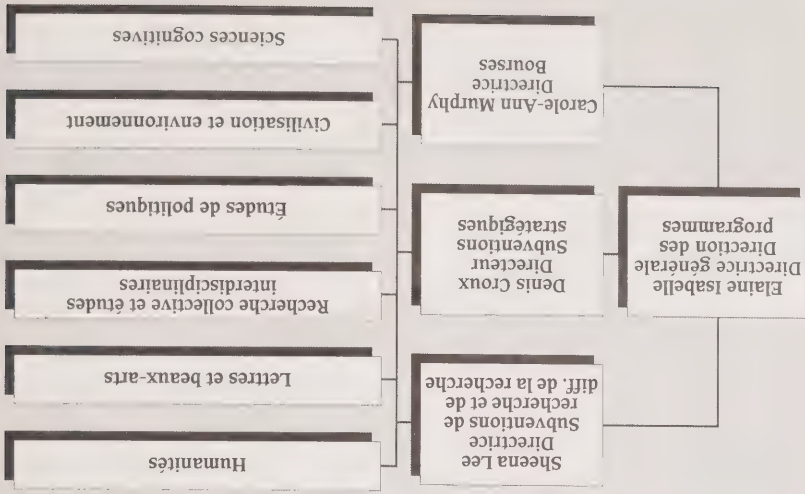 Elaine Isabelle
Directrice générale
Direction des
programmes
Sheena Lee
Directrice
Subventions de
recherche et de
diff. de la recherche
Denis Croux
Directeur
Subventions
stratégiques
Carole-Ann Murphy
Directrice
Bourses
Humanités
Lettres et beaux-arts
Recherche collective et études
interdisciplinaires
Études de politiques
Civilisation et environnement
Sciences cognitives